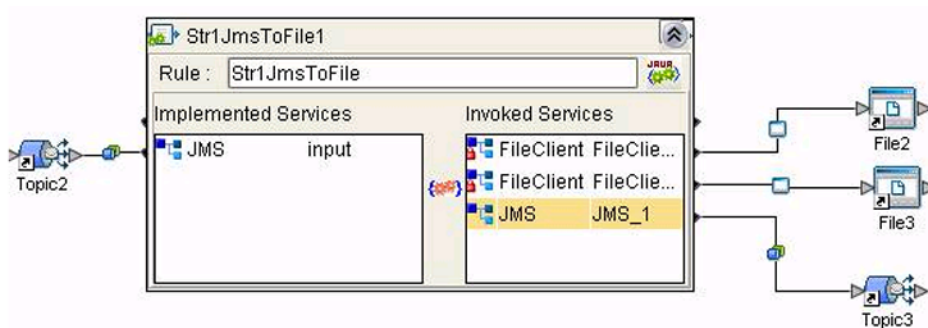 Str1JmsToFile1
Rule : Str1JmsToFile
JAVA
Implemented Services Invoked Services
JMS input
FileClient FileClie...
FileClient FileClie...
JMS JMS_1
Topic2
File2
File3
Topic3